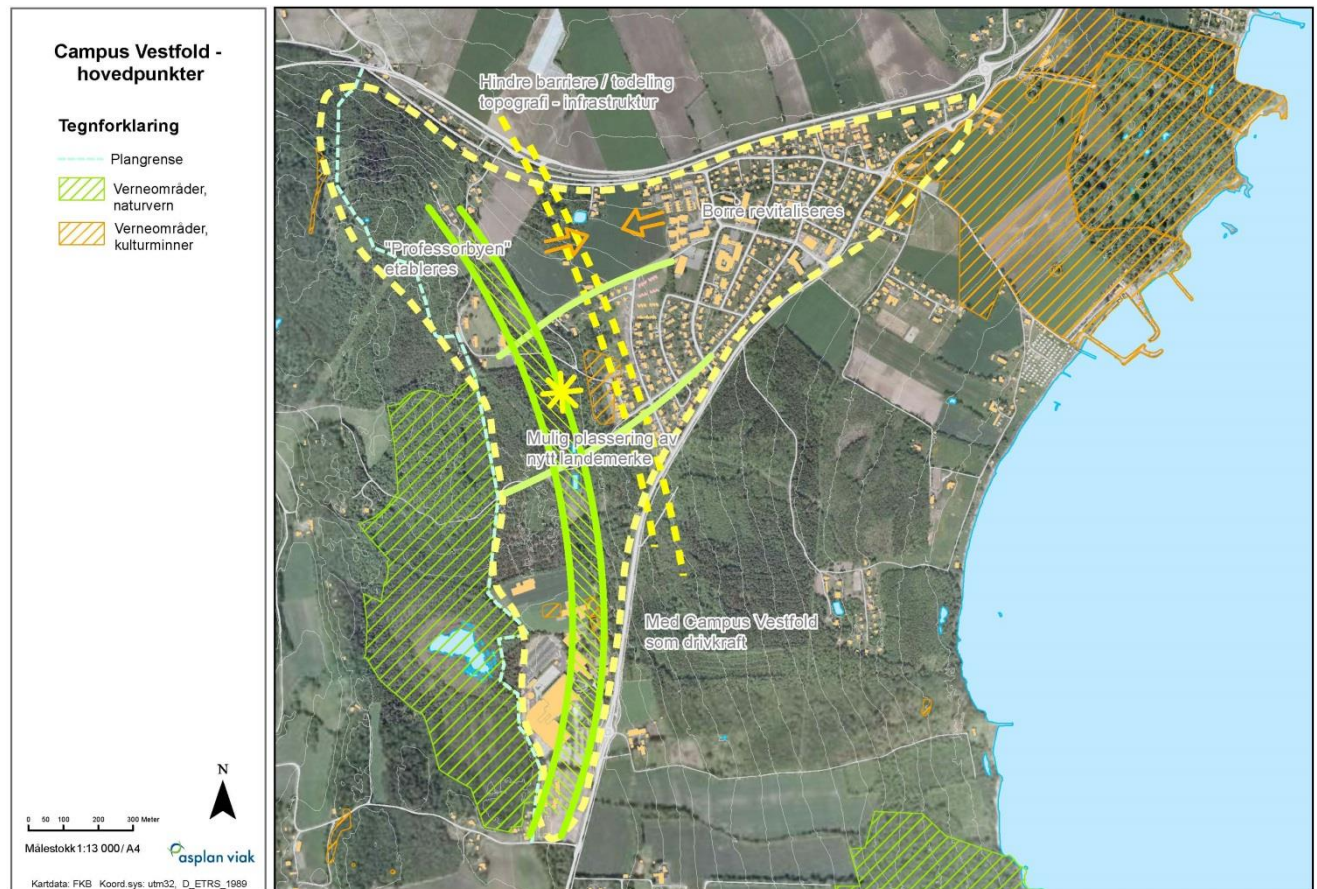 Campus Vestfold -
hovedpunkter
Tegnforklaring
Plangrense
Verneområder,
naturvern
Verneområder,
kulturminner
N
0 50 100 200 300 Meter
Målestokk 1:13 000/ A4
asplan viak
Kartdata: FKB Koord.sys: utm32, D_ETRS_1989
Hindre barriere / todeling
topografi - infrastruktur
Borre revitaliseres
"Professorbyen"
etableres
Mulig plassering av
nytt landemerke
Med Campus Vestfold
som drivkraft